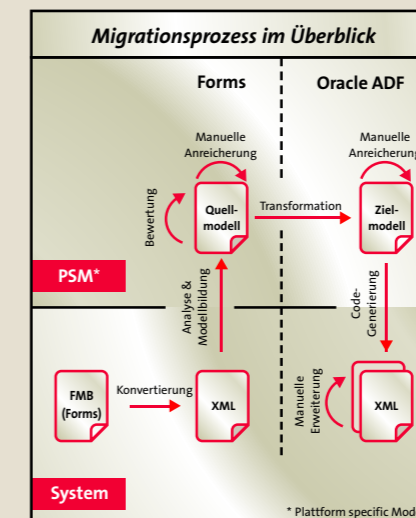 Migrationsprozess im Überblick
Forms
Oracle ADF
Manuelle
Anreicherung
Manuelle
Anreicherung
Bewertung
Quell-
modell
Transformation
Ziel-
modell
PSM*
Analyse &
Modellbildung
Code-
Generierung
FMB
(Forms)
Konvertierung
XML
Manuelle
Erweiterung
XML
System
* Plattform specific Mode